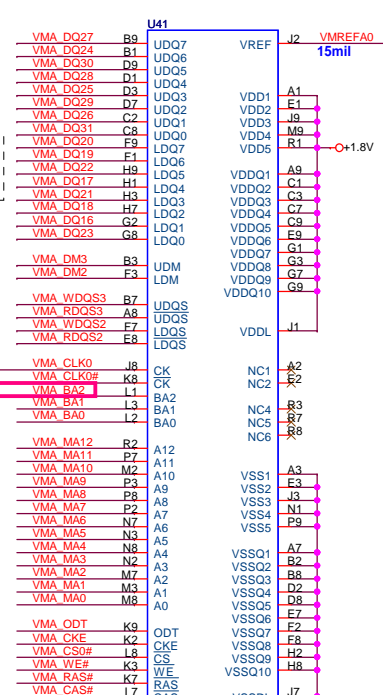 U41
VMA_DQ27 B9 UDQ7 VREF J2 VMREFA0
VMA_DQ24 B1 UDQ6 15mil
VMA_DQ30 D9 UDQ5
VMA_DQ28 D1 UDQ4
VMA_DQ25 D3 UDQ3 VDD1 A1
VMA_DQ29 D7 UDQ2 VDD2 E1
VMA_DQ26 C2 UDQ1 VDD3 J9
VMA_DQ31 C8 UDQ0 VDD4 M9
VMA_DQ20 F9 LDQ7 VDD5 R1 +1.8V
VMA_DQ19 F1 LDQ6
VMA_DQ22 H9 LDQ5 VDDQ1 A9
VMA_DQ17 H1 LDQ4 VDDQ2 C1
VMA_DQ21 H3 LDQ3 VDDQ3 C3
VMA_DQ18 H7 LDQ2 VDDQ4 C7
VMA_DQ16 G2 LDQ1 VDDQ5 C9
VMA_DQ23 G8 LDQ0 VDDQ6 E9
VDDQ7 G1
VMA_DM3 B3 UDM VDDQ8 G3
VMA_DM2 F3 LDM VDDQ9 G7
VDDQ10 G9
VMA_WDQS3 B7 UDQS
VMA_RDQS3 A8 UDQS
VMA_WDQS2 F7 LDQS VDDL J1
VMA_RDQS2 E8 LDQS
VMA_CLK0 J8 CK NC1 A2
VMA_CLK0# K8 CK NC2 E2
VMA_BA2 L1 BA2
VMA_BA1 L3 BA1 NC4 R3
VMA_BA0 L2 BA0 NC5 R7
NC6 R8
VMA_MA12 R2 A12
VMA_MA11 P7 A11
VMA_MA10 M2 A10 VSS1 A3
VMA_MA9 P3 A9 VSS2 E3
VMA_MA8 P8 A8 VSS3 J3
VMA_MA7 P2 A7 VSS4 N1
VMA_MA6 N7 A6 VSS5 P9
VMA_MA5 N3 A5
VMA_MA4 N8 A4 VSSQ1 A7
VMA_MA3 N2 A3 VSSQ2 B2
VMA_MA2 M7 A2 VSSQ3 B8
VMA_MA1 M3 A1 VSSQ4 D2
VMA_MA0 M8 A0 VSSQ5 D8
VSSQ6 E7
VMA_ODT K9 ODT VSSQ7 F2
VMA_CKE K2 CKE VSSQ8 F8
VMA_CS0# L8 CS VSSQ9 H2
VMA_WE# K3 WE VSSQ10 H8
VMA_RAS# K7 RAS
VMA_CAS# L7 J7